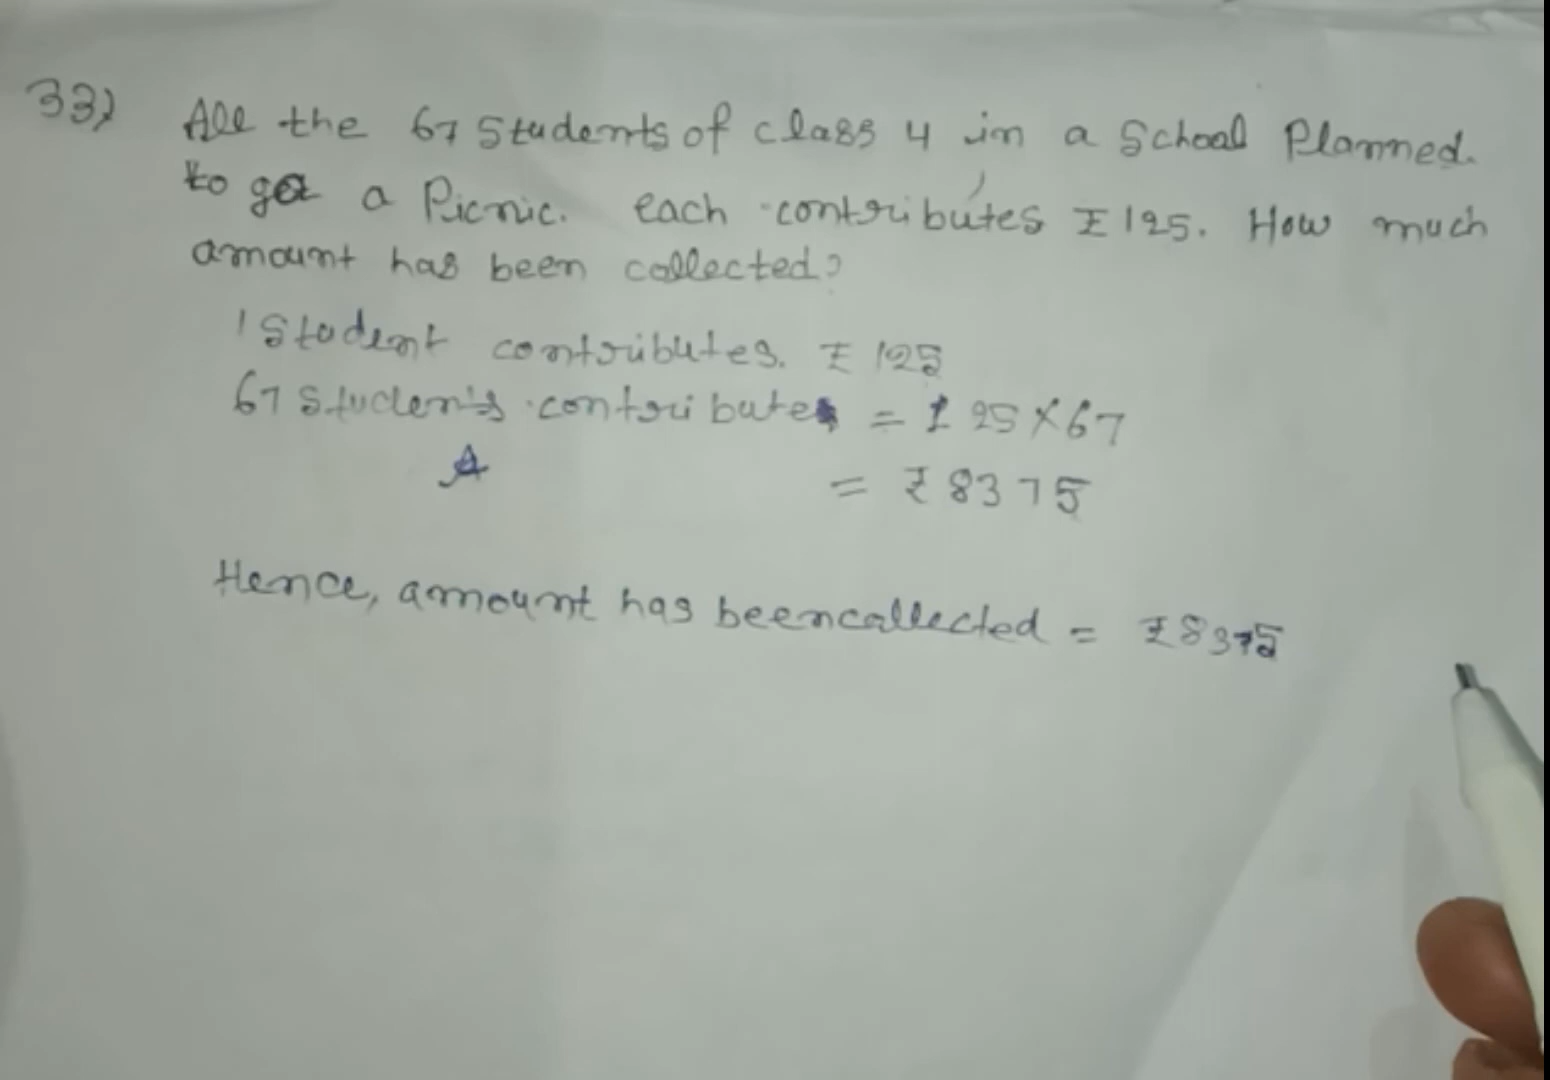 33) All the 67 Students of class 4 in a School Planned.
to go a Picnic. each contributes ₹125. How much
amount has been collected?
1 Student contributes. ₹ 125
67 Students contributes = 125 X 67
A
= ₹ 8375
Hence, amount has been collected = ₹8375